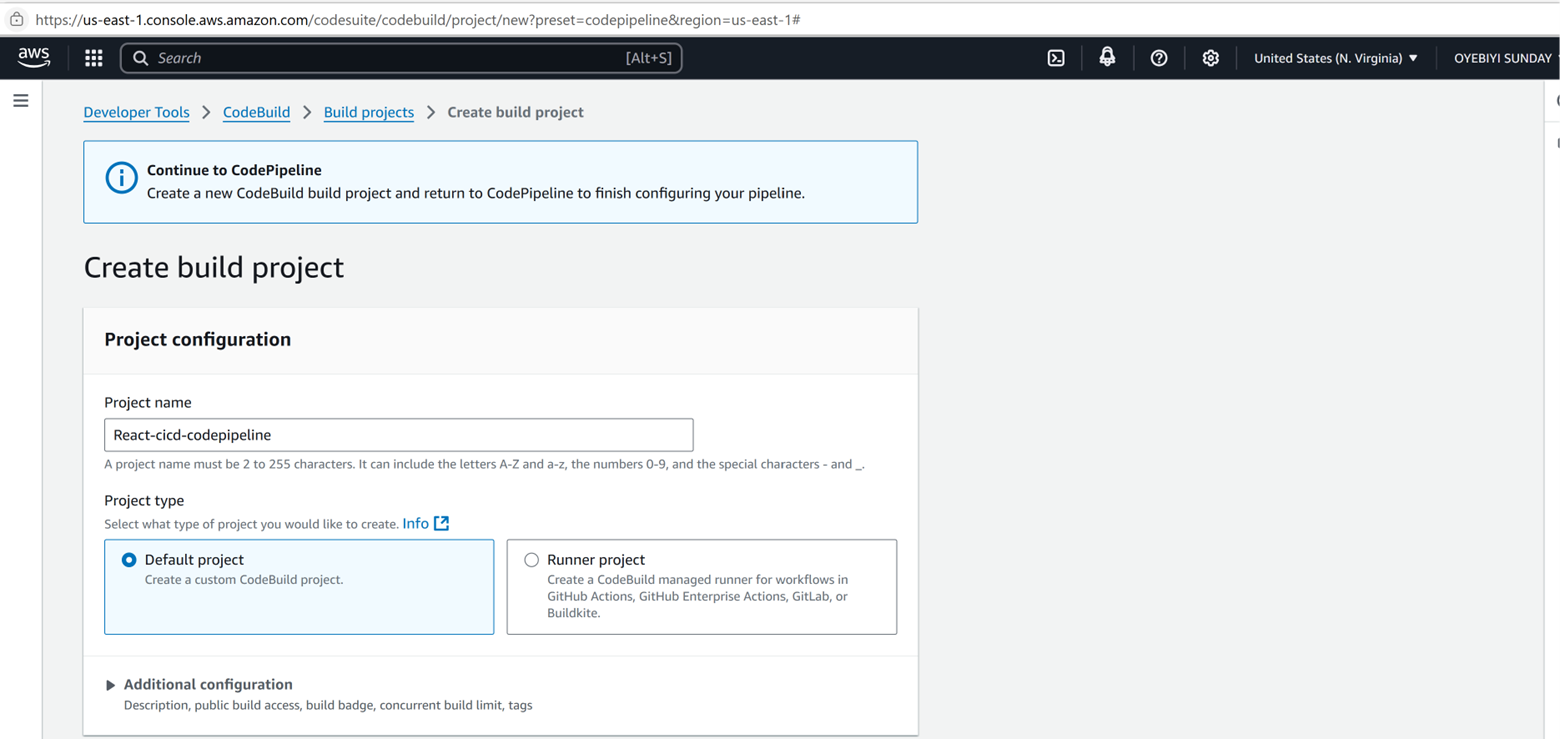 https://us-east-1.console.aws.amazon.com/codesuite/codebuild/project/new?preset=codepipeline&region=us-east-1#
aws Search [Alt+S] United States (N. Virginia) OYEBIYI SUNDAY
Developer Tools > CodeBuild > Build projects > Create build project
Continue to CodePipeline
Create a new CodeBuild build project and return to CodePipeline to finish configuring your pipeline.
Create build project
Project configuration
Project name
React-cicd-codepipeline
A project name must be 2 to 255 characters. It can include the letters A-Z and a-z, the numbers 0-9, and the special characters - and _.
Project type
Select what type of project you would like to create. Info
Default project
Create a custom CodeBuild project.
Runner project
Create a CodeBuild managed runner for workflows in
GitHub Actions, GitHub Enterprise Actions, GitLab, or
Buildkite.
Additional configuration
Description, public build access, build badge, concurrent build limit, tags